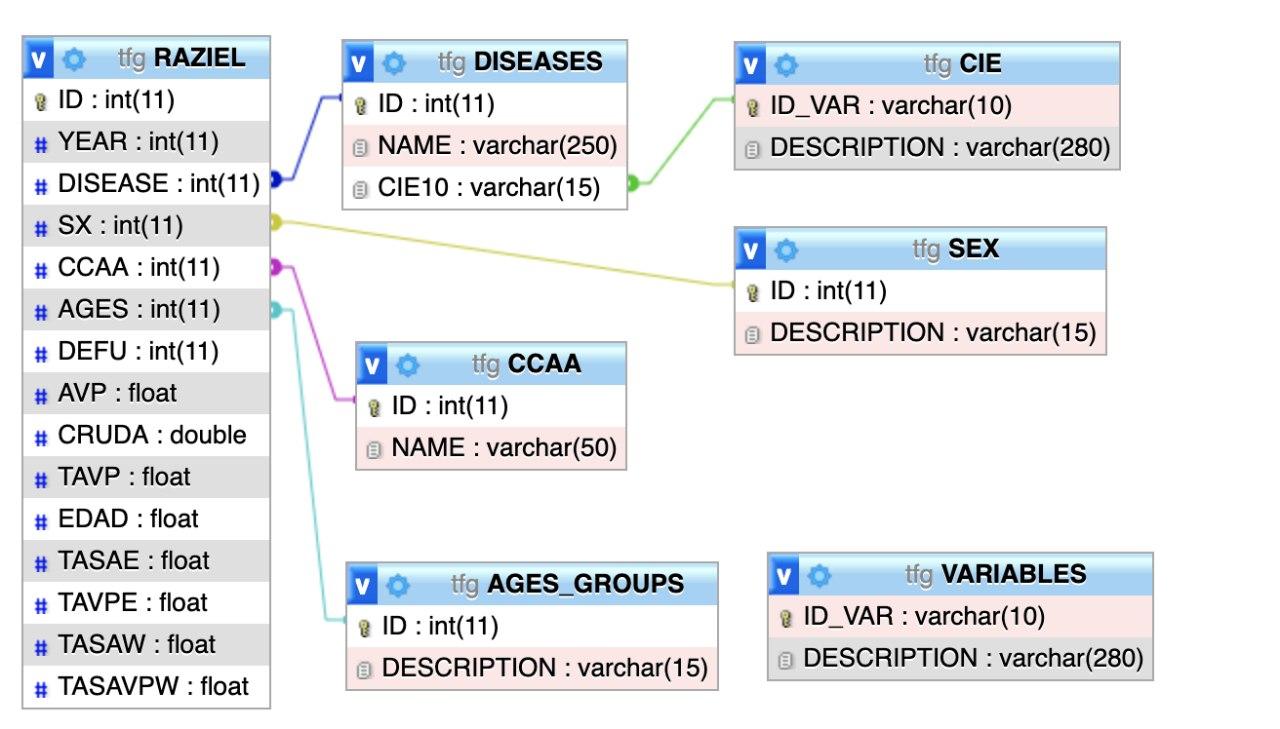 tfg RAZIEL
ID : int(11)
YEAR : int(11)
DISEASE : int(11)
SX : int(11)
CCAA : int(11)
AGES : int(11)
DEFU : int(11)
AVP : float
CRUDA : double
TAVP : float
EDAD : float
TASAE : float
TAVPE : float
TASAW : float
TASAVPW : float
tfg DISEASES
ID : int(11)
NAME : varchar(250)
CIE10 : varchar(15)
tfg CIE
ID_VAR : varchar(10)
DESCRIPTION : varchar(280)
tfg SEX
ID : int(11)
DESCRIPTION : varchar(15)
tfg CCAA
ID : int(11)
NAME : varchar(50)
tfg AGES_GROUPS
ID : int(11)
DESCRIPTION : varchar(15)
tfg VARIABLES
ID_VAR : varchar(10)
DESCRIPTION : varchar(280)